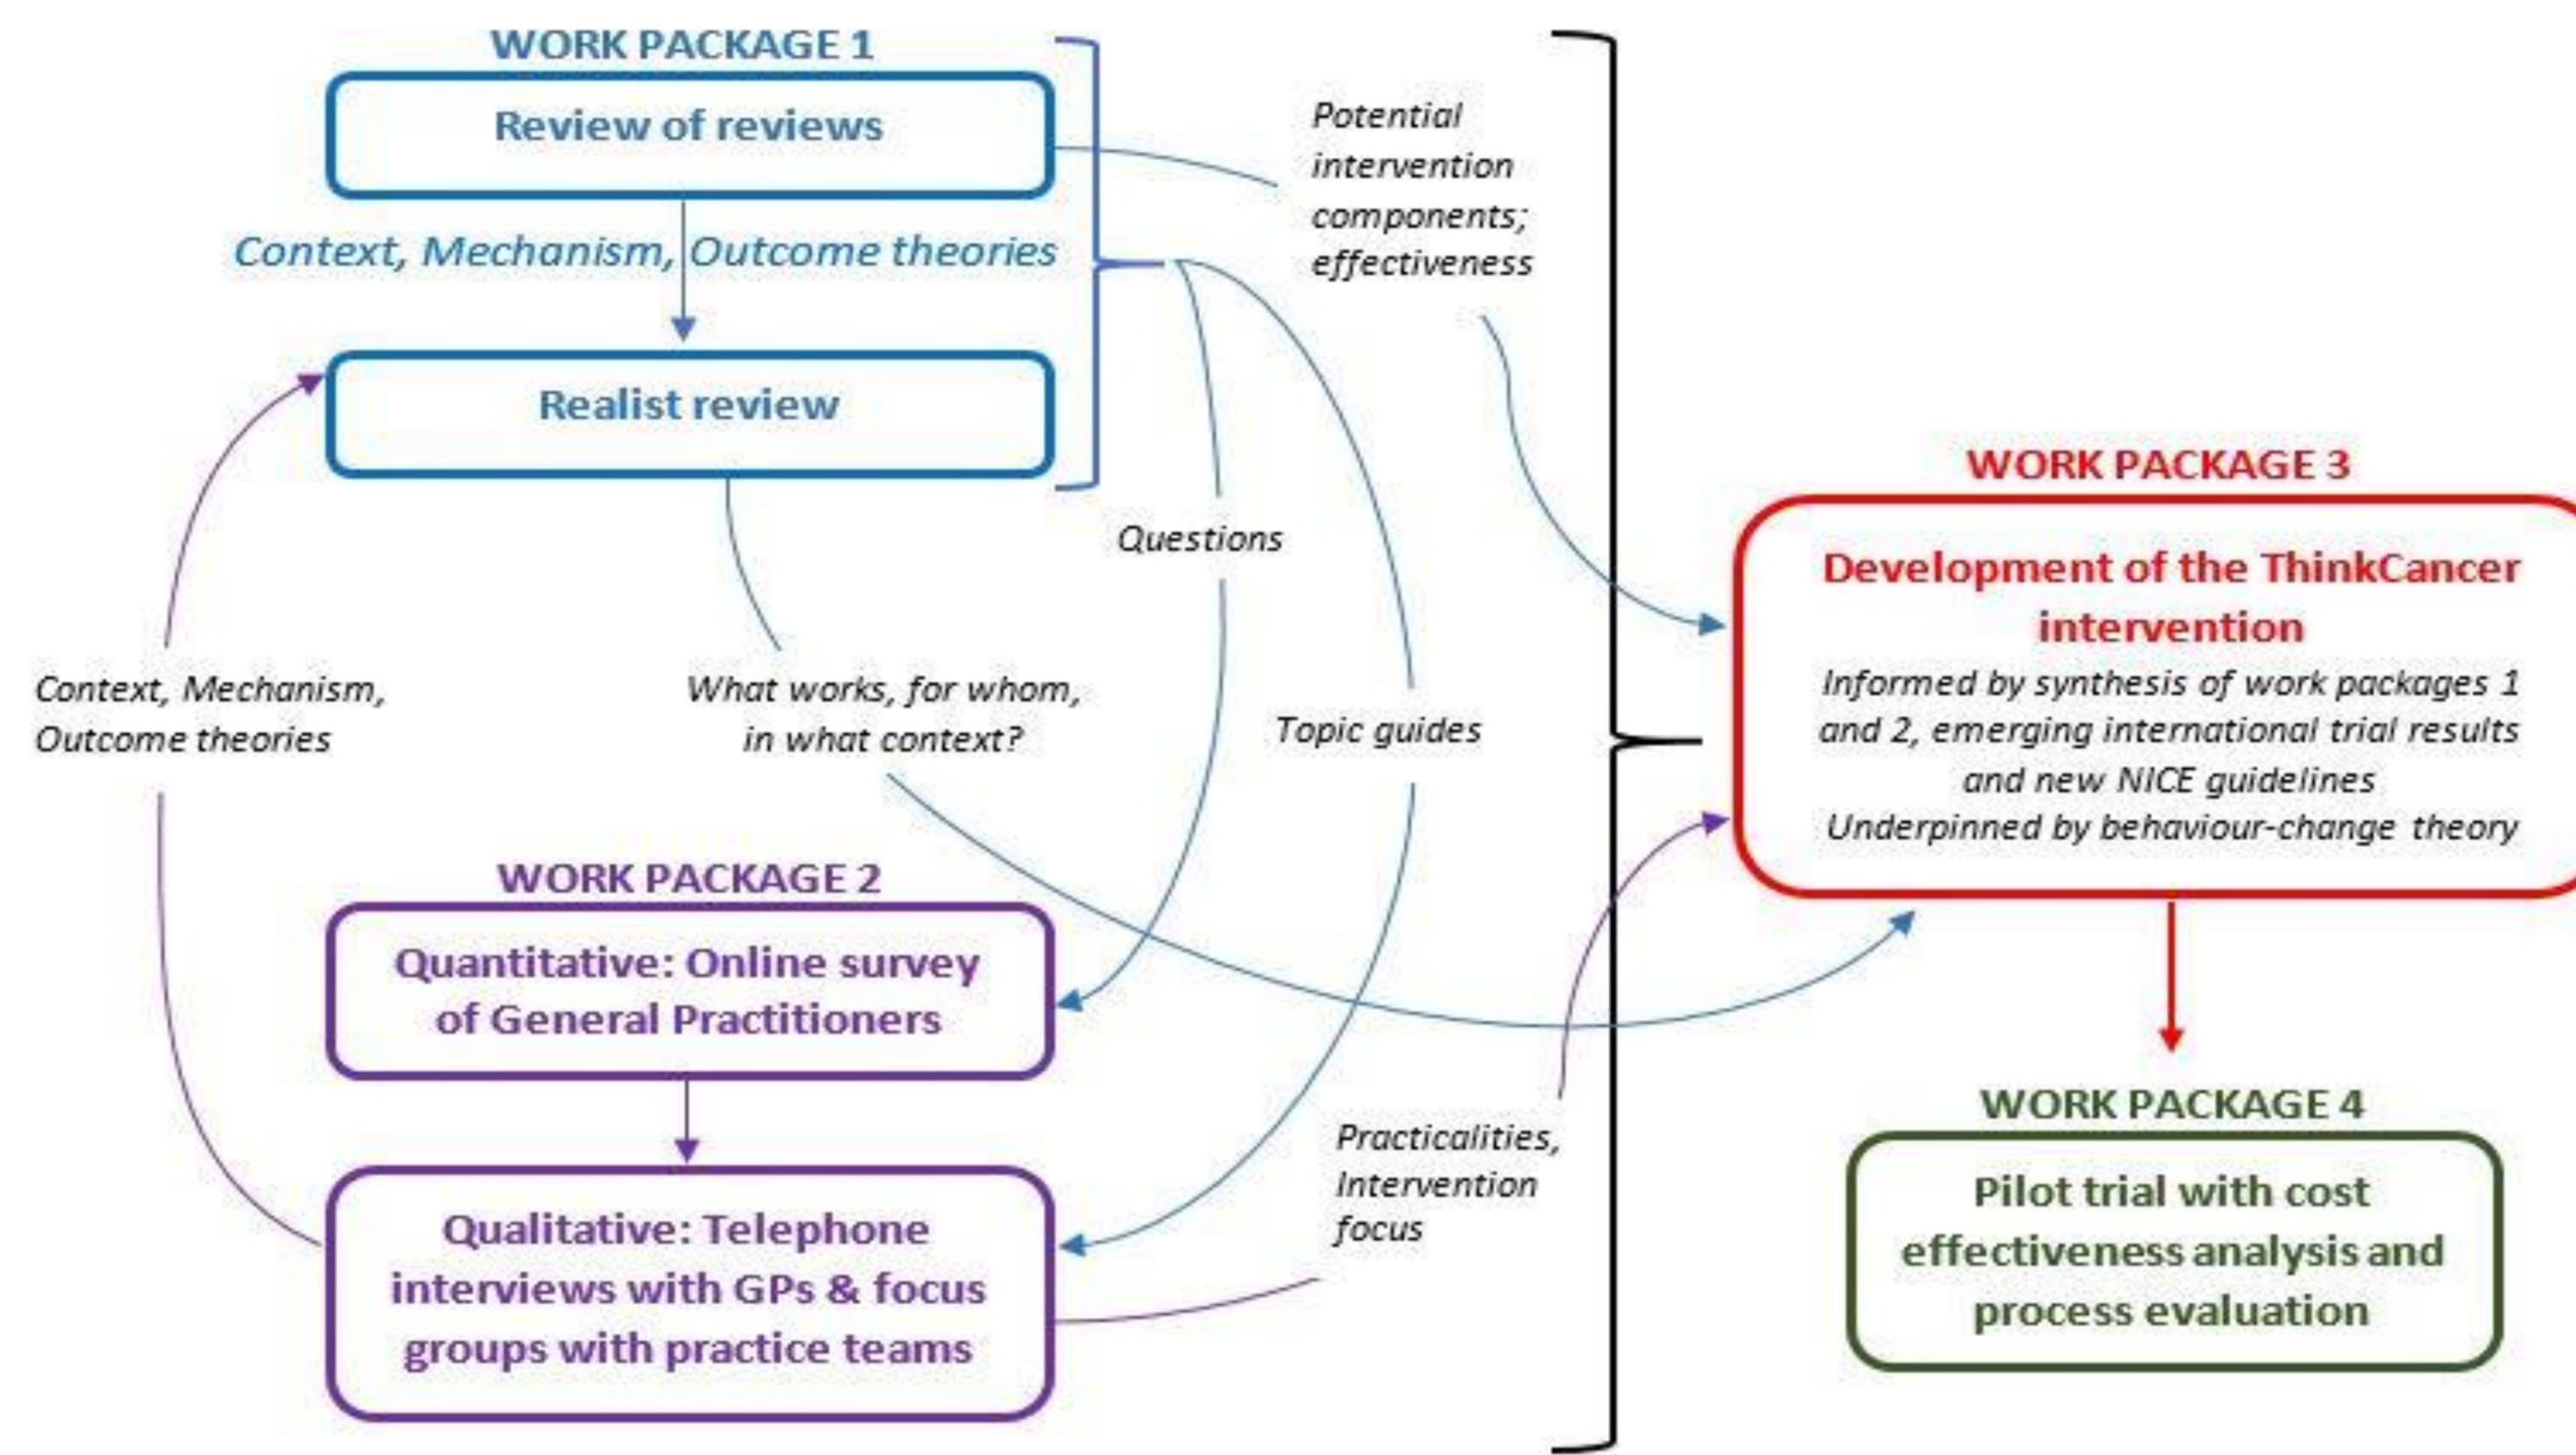 WORK PACKAGE 1
Review of reviews
Context, Mechanism, Outcome theories
Realist review
Potential
intervention
components;
effectiveness
Questions
Context, Mechanism,
Outcome theories
What works, for whom,
in what context?
Topic guides
WORK PACKAGE 2
Quantitative: Online survey
of General Practitioners
Qualitative: Telephone
interviews with GPs & focus
groups with practice teams
Practicalities,
Intervention
focus
WORK PACKAGE 3
Development of the ThinkCancer
intervention
Informed by synthesis of work packages 1
and 2, emerging international trial results
and new NICE guidelines
Underpinned by behaviour-change theory
WORK PACKAGE 4
Pilot trial with cost
effectiveness analysis and
process evaluation